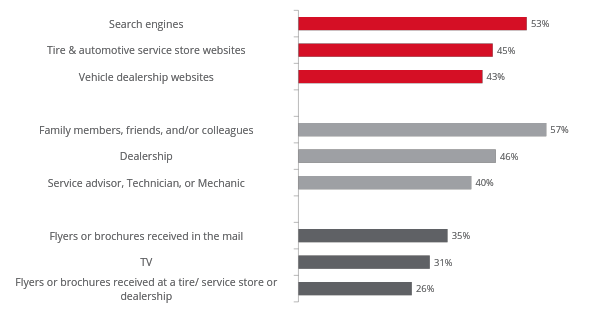 Search engines 53%
Tire & automotive service store websites 45%
Vehicle dealership websites 43%
Family members, friends, and/or colleagues 57%
Dealership 46%
Service advisor, Technician, or Mechanic 40%
Flyers or brochures received in the mail 35%
TV 31%
Flyers or brochures received at a tire/ service store or
dealership 26%